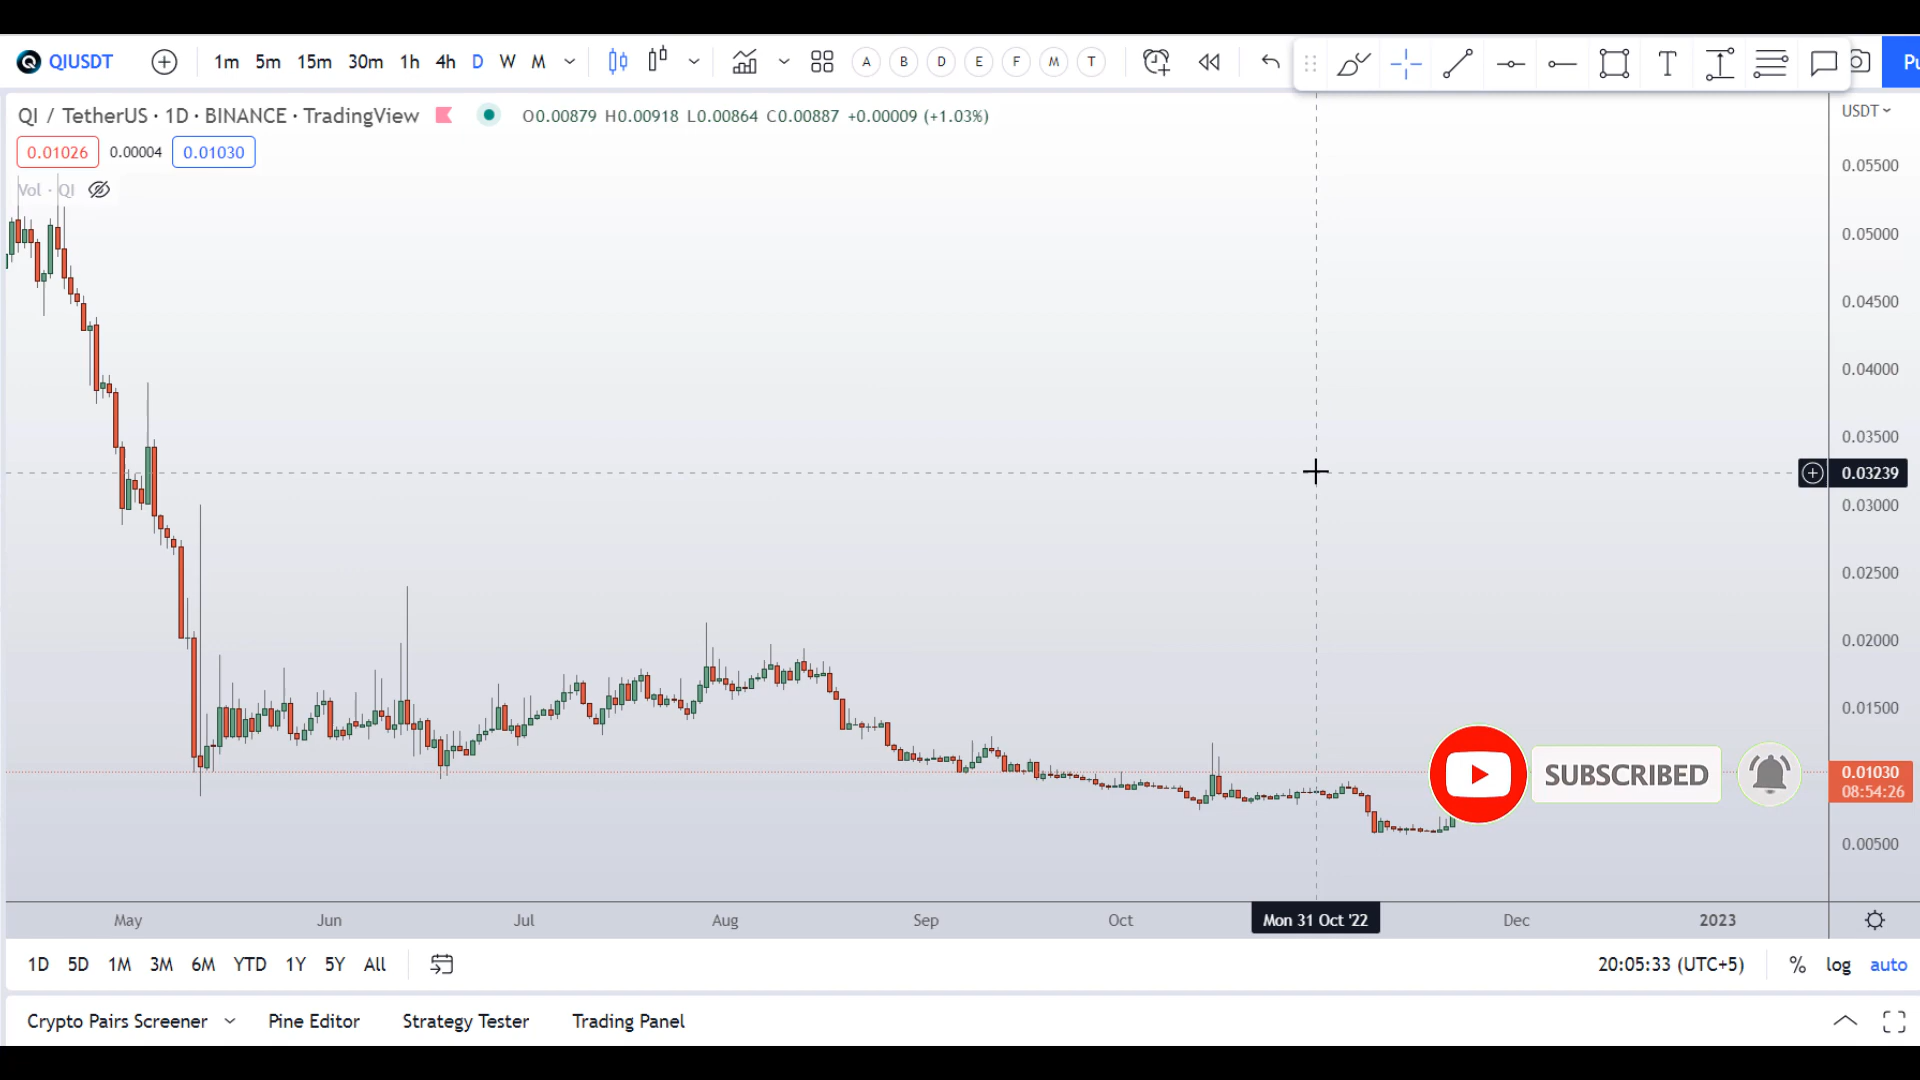 QIUSDT 1m 5m 15m 30m 1h 4h D W M A B D E F M T T Pu
QI / TetherUS · 1D · BINANCE · TradingView O0.00879 H0.00918 L0.00864 C0.00887 +0.00009 (+1.03%) USDT
0.01026 0.00004 0.01030
Vol · QI
0.05500
0.05000
0.04500
0.04000
0.03500
0.03239
0.03000
0.02500
0.02000
0.01500
SUBSCRIBED
0.01030
08:54:26
0.00500
May Jun Jul Aug Sep Oct Mon 31 Oct '22 Dec 2023
1D 5D 1M 3M 6M YTD 1Y 5Y All 20:05:33 (UTC+5) % log auto
Crypto Pairs Screener Pine Editor Strategy Tester Trading Panel